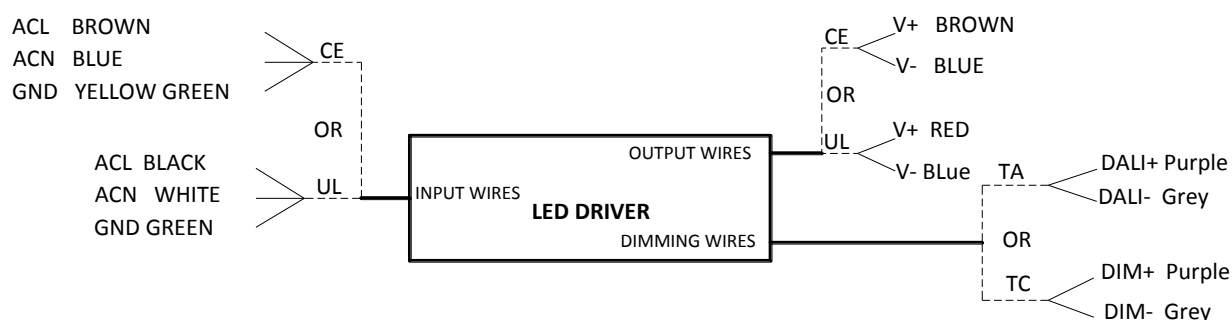 ACL BROWN
ACN BLUE
GND YELLOW GREEN
CE
OR
ACL BLACK
ACN WHITE
GND GREEN
UL
INPUT WIRES
OUTPUT WIRES
LED DRIVER
DIMMING WIRES
CE
V+ BROWN
V- BLUE
OR
UL
V+ RED
V- BLue
TA
DALI+ Purple
DALI- Grey
OR
TC
DIM+ Purple
DIM- Grey